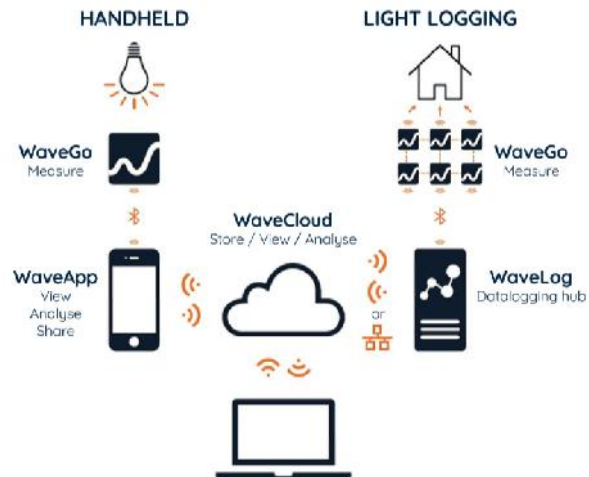 HANDHELD
LIGHT LOGGING
WaveGo
Measure
WaveGo
Measure
WaveCloud
Store / View / Analyse
WaveApp
View
Analyse
Share
or
WaveLog
Datalogging hub